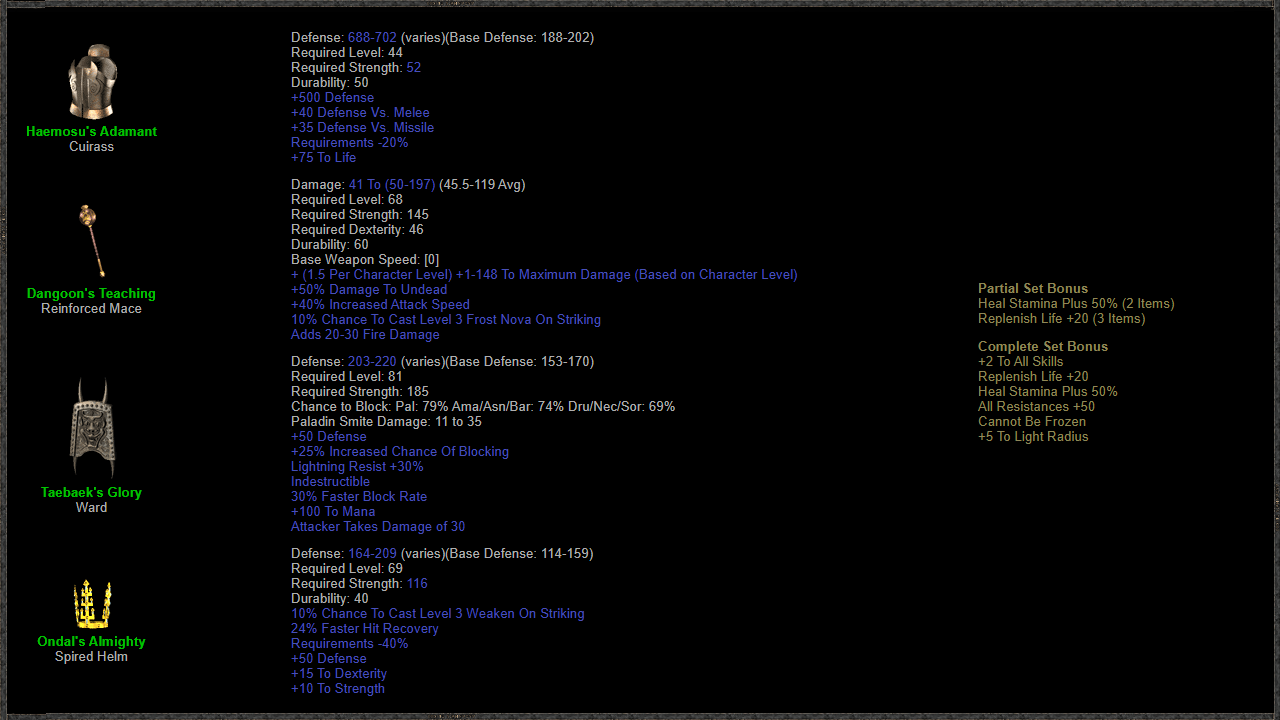 Haemosu's Adamant
Cuirass
Defense: 688-702 (varies)(Base Defense: 188-202)
Required Level: 44
Required Strength: 52
Durability: 50
+500 Defense
+40 Defense Vs. Melee
+35 Defense Vs. Missile
Requirements -20%
+75 To Life
Dangoon's Teaching
Reinforced Mace
Damage: 41 To (50-197) (45.5-119 Avg)
Required Level: 68
Required Strength: 145
Required Dexterity: 46
Durability: 60
Base Weapon Speed: [0]
+ (1.5 Per Character Level) +1-148 To Maximum Damage (Based on Character Level)
+50% Damage To Undead
+40% Increased Attack Speed
10% Chance To Cast Level 3 Frost Nova On Striking
Adds 20-30 Fire Damage
Taebaek's Glory
Ward
Defense: 203-220 (varies)(Base Defense: 153-170)
Required Level: 81
Required Strength: 185
Chance to Block: Pal: 79% Ama/Asn/Bar: 74% Dru/Nec/Sor: 69%
Paladin Smite Damage: 11 to 35
+50 Defense
+25% Increased Chance Of Blocking
Lightning Resist +30%
Indestructible
30% Faster Block Rate
+100 To Mana
Attacker Takes Damage of 30
Ondal's Almighty
Spired Helm
Defense: 164-209 (varies)(Base Defense: 114-159)
Required Level: 69
Required Strength: 116
Durability: 40
10% Chance To Cast Level 3 Weaken On Striking
24% Faster Hit Recovery
Requirements -40%
+50 Defense
+15 To Dexterity
+10 To Strength
Partial Set Bonus
Heal Stamina Plus 50% (2 Items)
Replenish Life +20 (3 Items)
Complete Set Bonus
+2 To All Skills
Replenish Life +20
Heal Stamina Plus 50%
All Resistances +50
Cannot Be Frozen
+5 To Light Radius